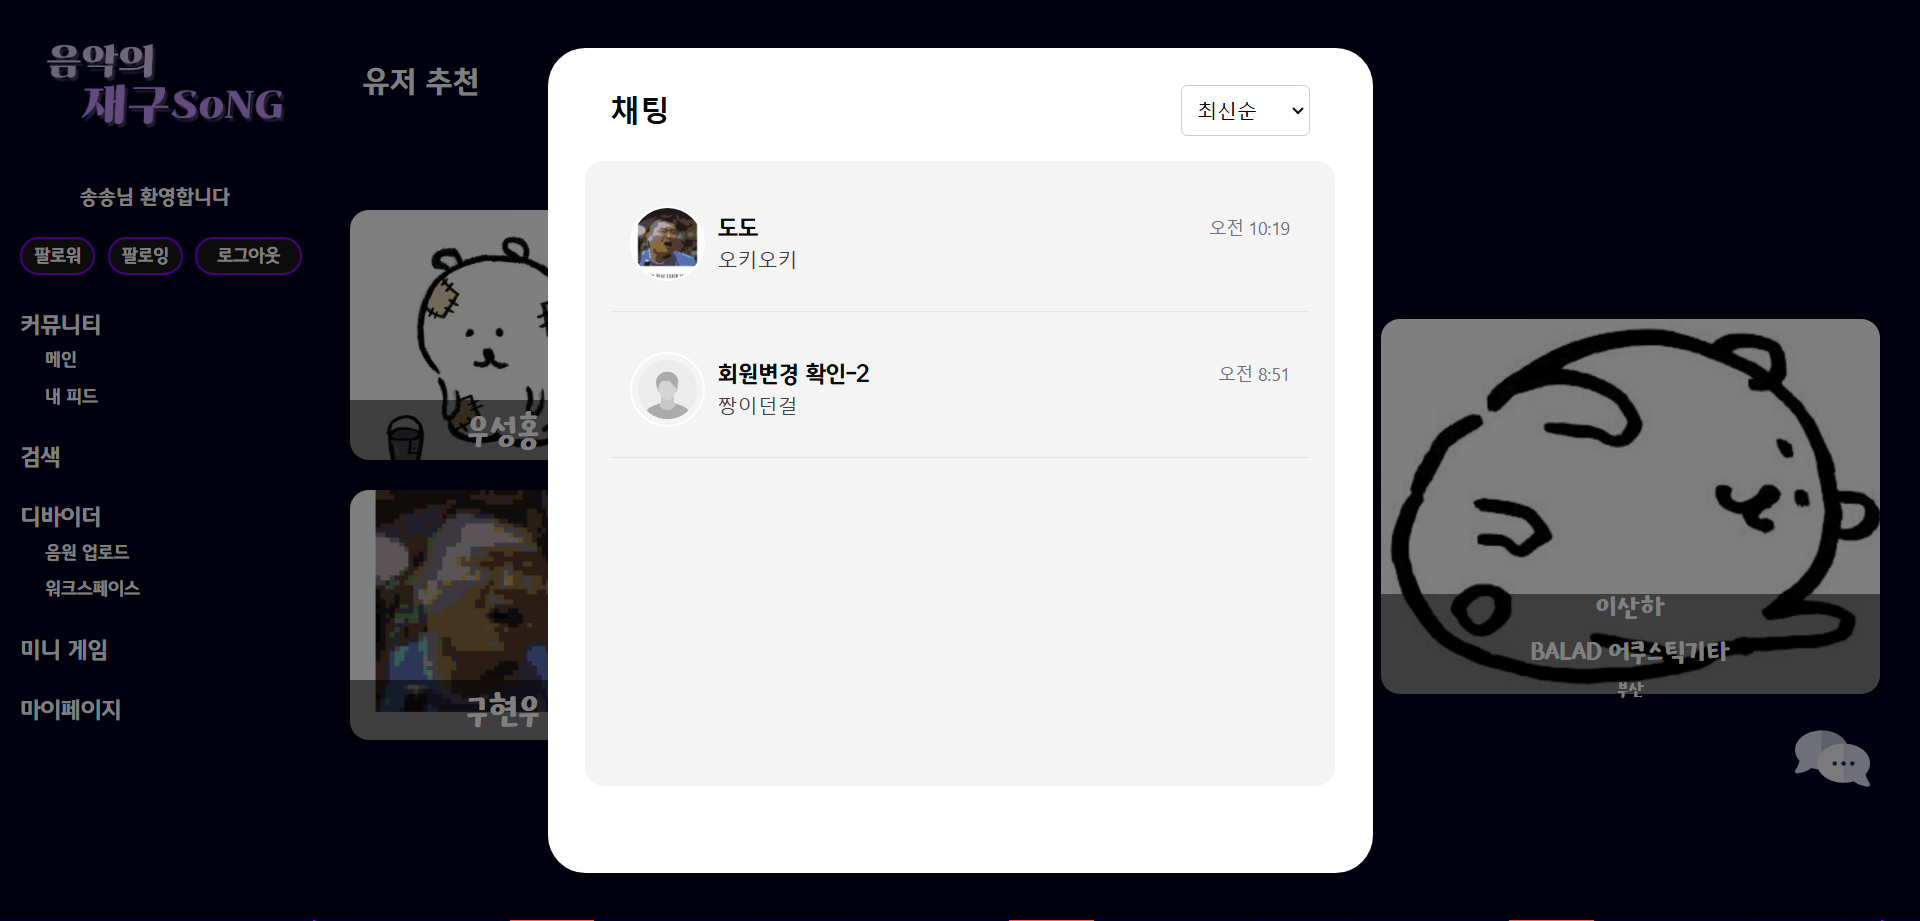 음악의
재구SoNG
송송님 환영합니다
팔로워 팔로잉 로그아웃
커뮤니티
메인
내 피드
검색
디바이더
음원 업로드
워크스페이스
미니 게임
마이페이지
유저 추천
우성홍
구현우
채팅
최신순
도도
오전 10:19
오키오키
회원변경 확인-2
오전 8:51
짱이던걸
이산하
BALAD 어쿠스틱기타
부산